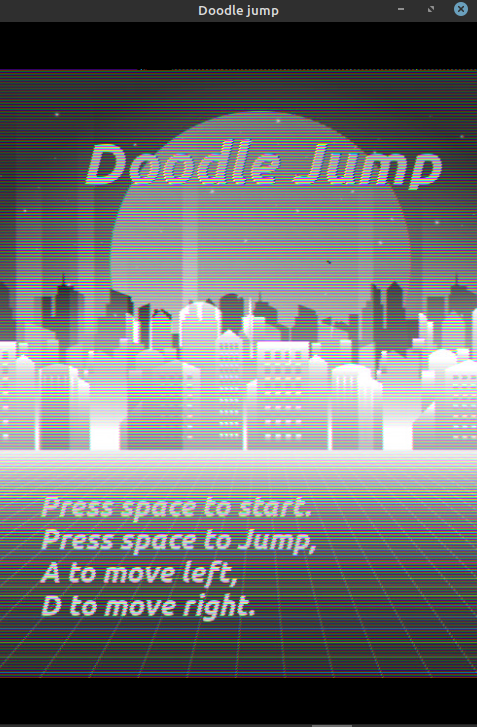 Doodle jump
Doodle Jump
Press space to start.
Press space to Jump,
A to move left,
D to move right.